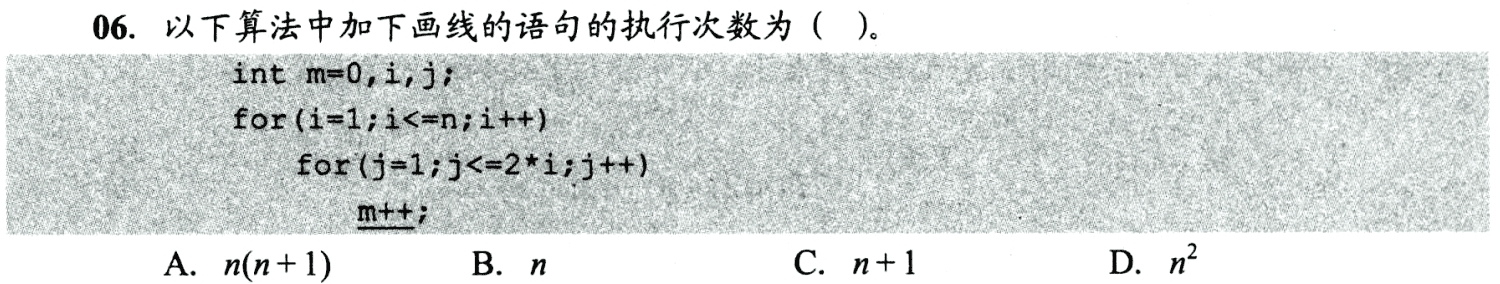 06. 以下算法中加下画线的语句的执行次数为（ ）。
int m=0,i,j;
for(i=1;i<=n;i++)
for(j=1;j<=2*i;j++)
m++;
A. n(n+1) B. n C. n+1 D. n²